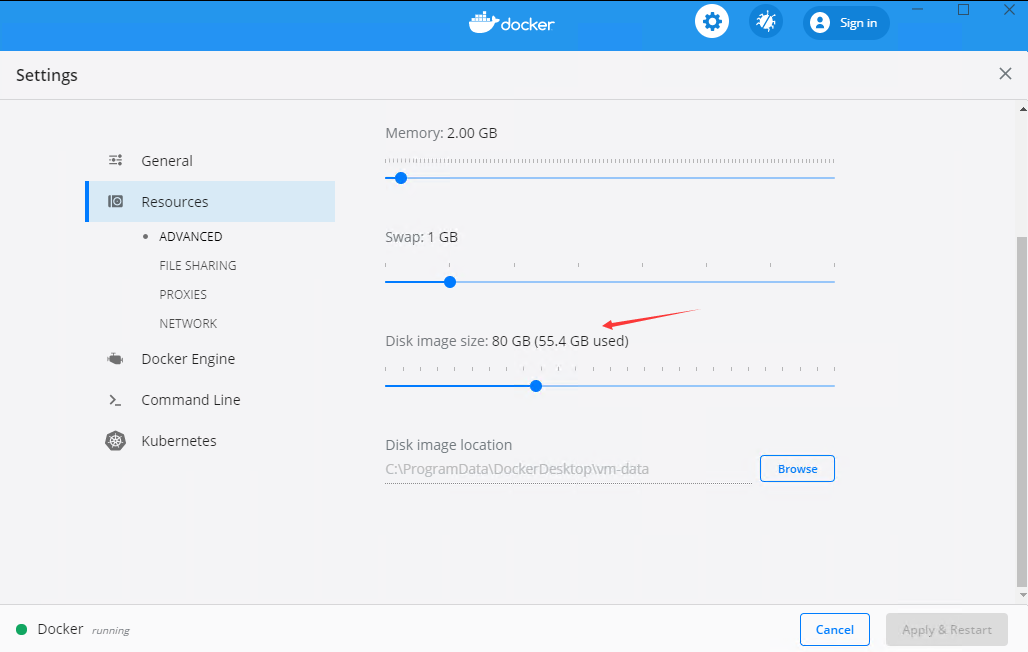 docker
Sign in
Settings
General
Resources
ADVANCED
FILE SHARING
PROXIES
NETWORK
Docker Engine
Command Line
Kubernetes
Memory: 2.00 GB
Swap: 1 GB
Disk image size: 80 GB (55.4 GB used)
Disk image location
C:\ProgramData\DockerDesktop\vm-data
Browse
Docker running
Cancel
Apply & Restart